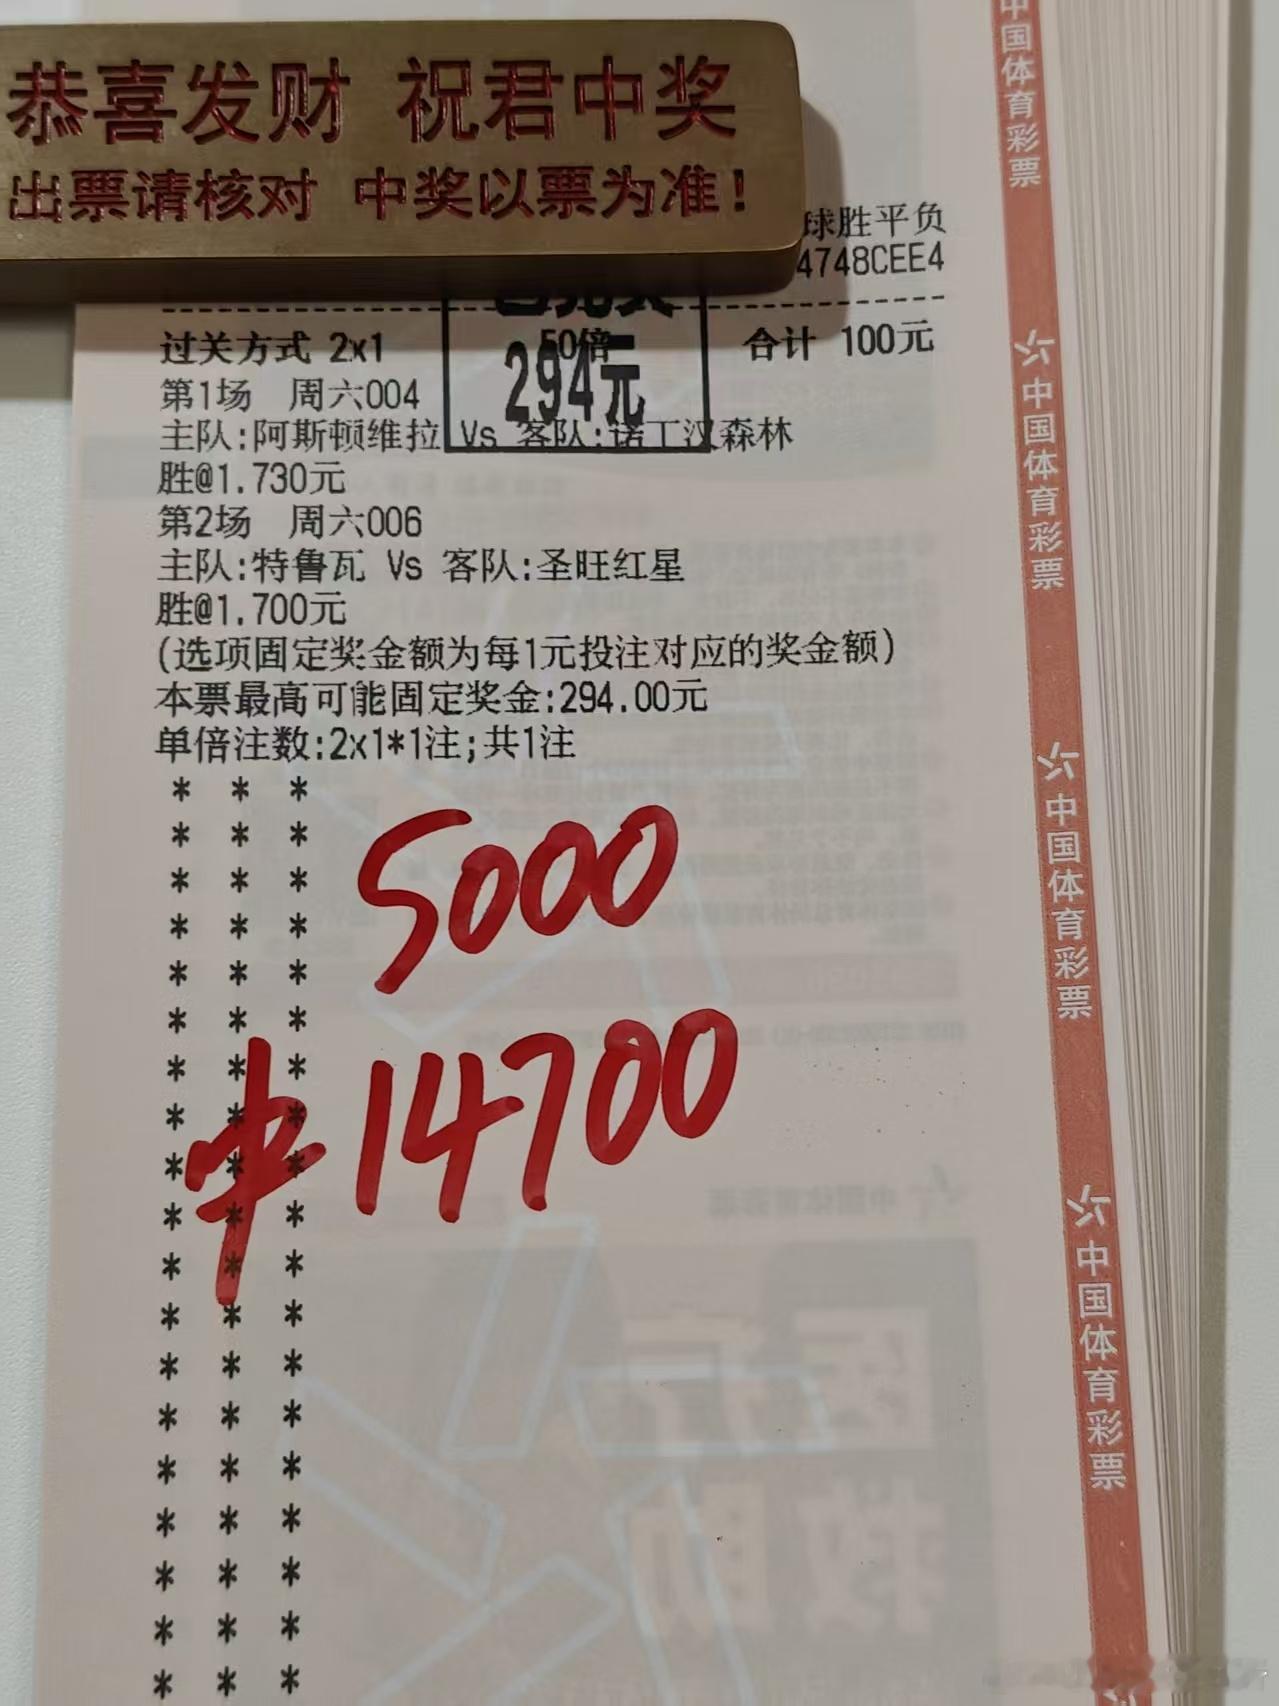 恭喜发财 祝君中奖
出票请核对 中奖以票为准!
球胜平负
4748CEE4
过关方式 2x1 50倍 合计 100元
294元
第1场 周六004
主队:阿斯顿维拉 Vs 客队:诺丁汉森林
胜@1.730元
第2场 周六006
主队:特鲁瓦 Vs 客队:圣旺红星
胜@1.700元
(选项固定奖金额为每1元投注对应的奖金额)
本票最高可能固定奖金:294.00元
单倍注数:2x1*1注;共1注
5000
中14700
中国体育彩票
中国体育彩票
中国体育彩票
中国体育彩票